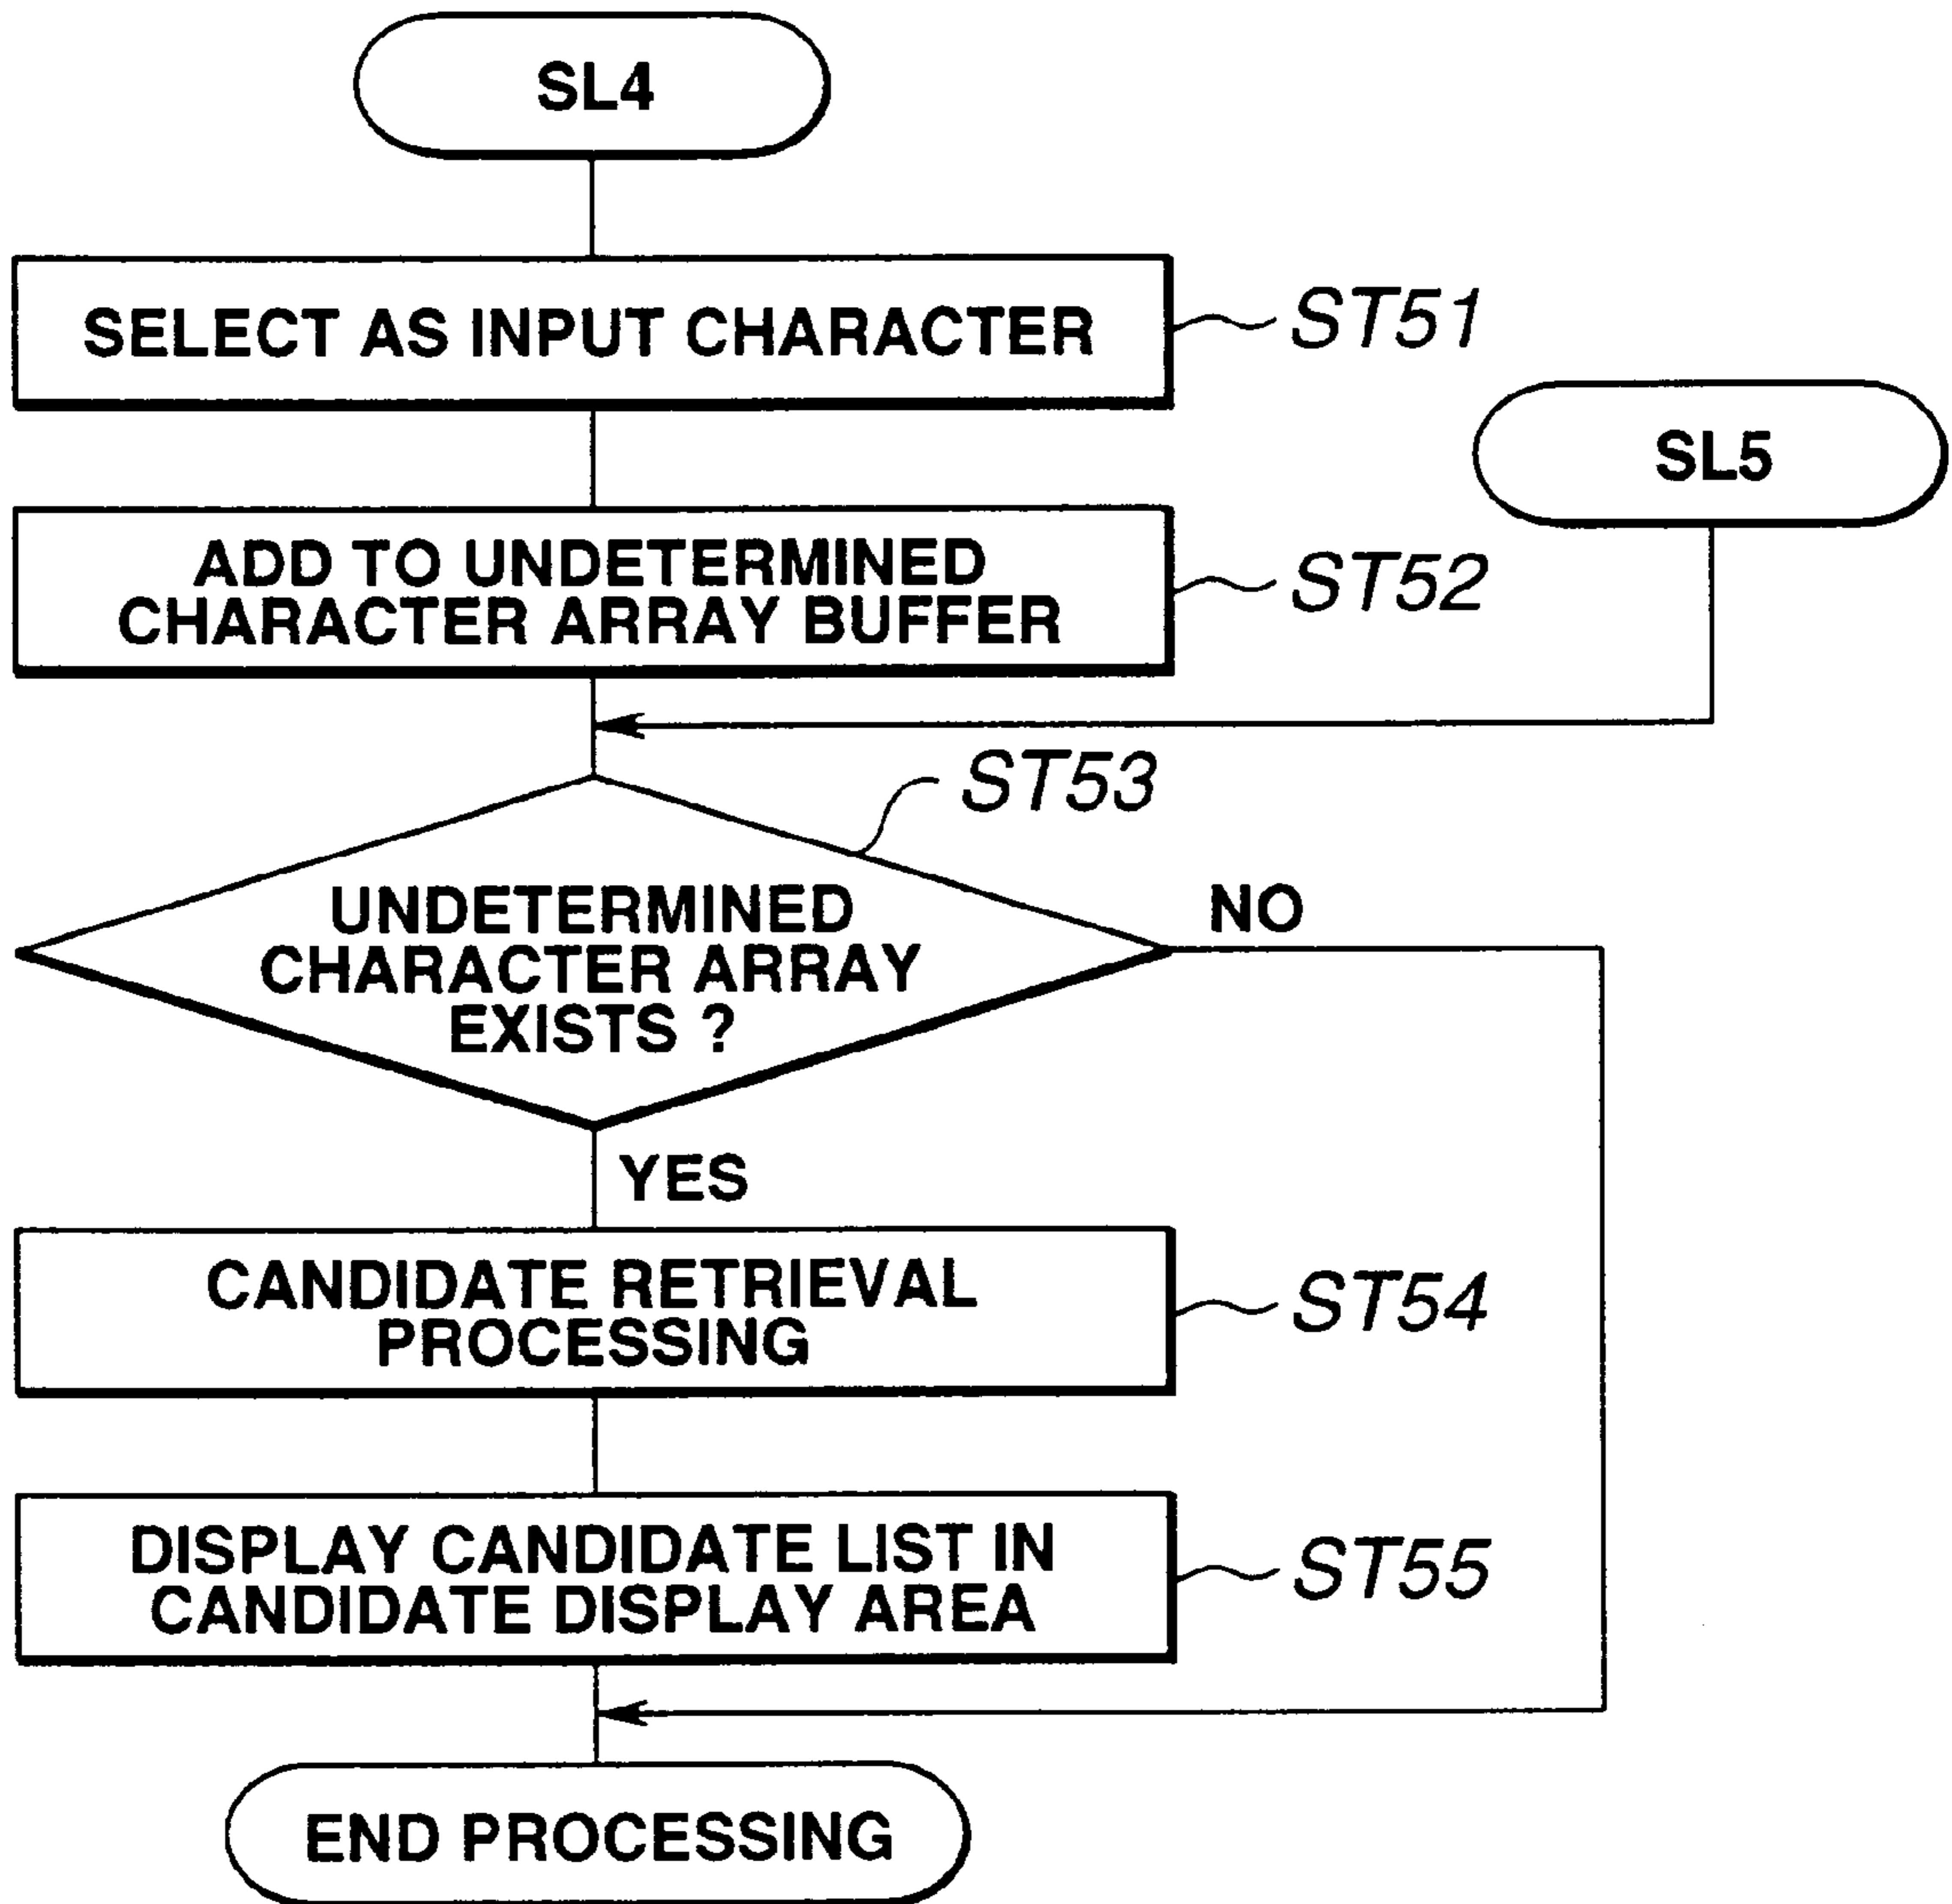 SL4
SELECT AS INPUT CHARACTER
ST51
SL5
ADD TO UNDETERMINED
CHARACTER ARRAY BUFFER
ST52
ST53
UNDETERMINED
CHARACTER ARRAY
EXISTS ?
NO
YES
CANDIDATE RETRIEVAL
PROCESSING
ST54
DISPLAY CANDIDATE LIST IN
CANDIDATE DISPLAY AREA
ST55
END PROCESSING